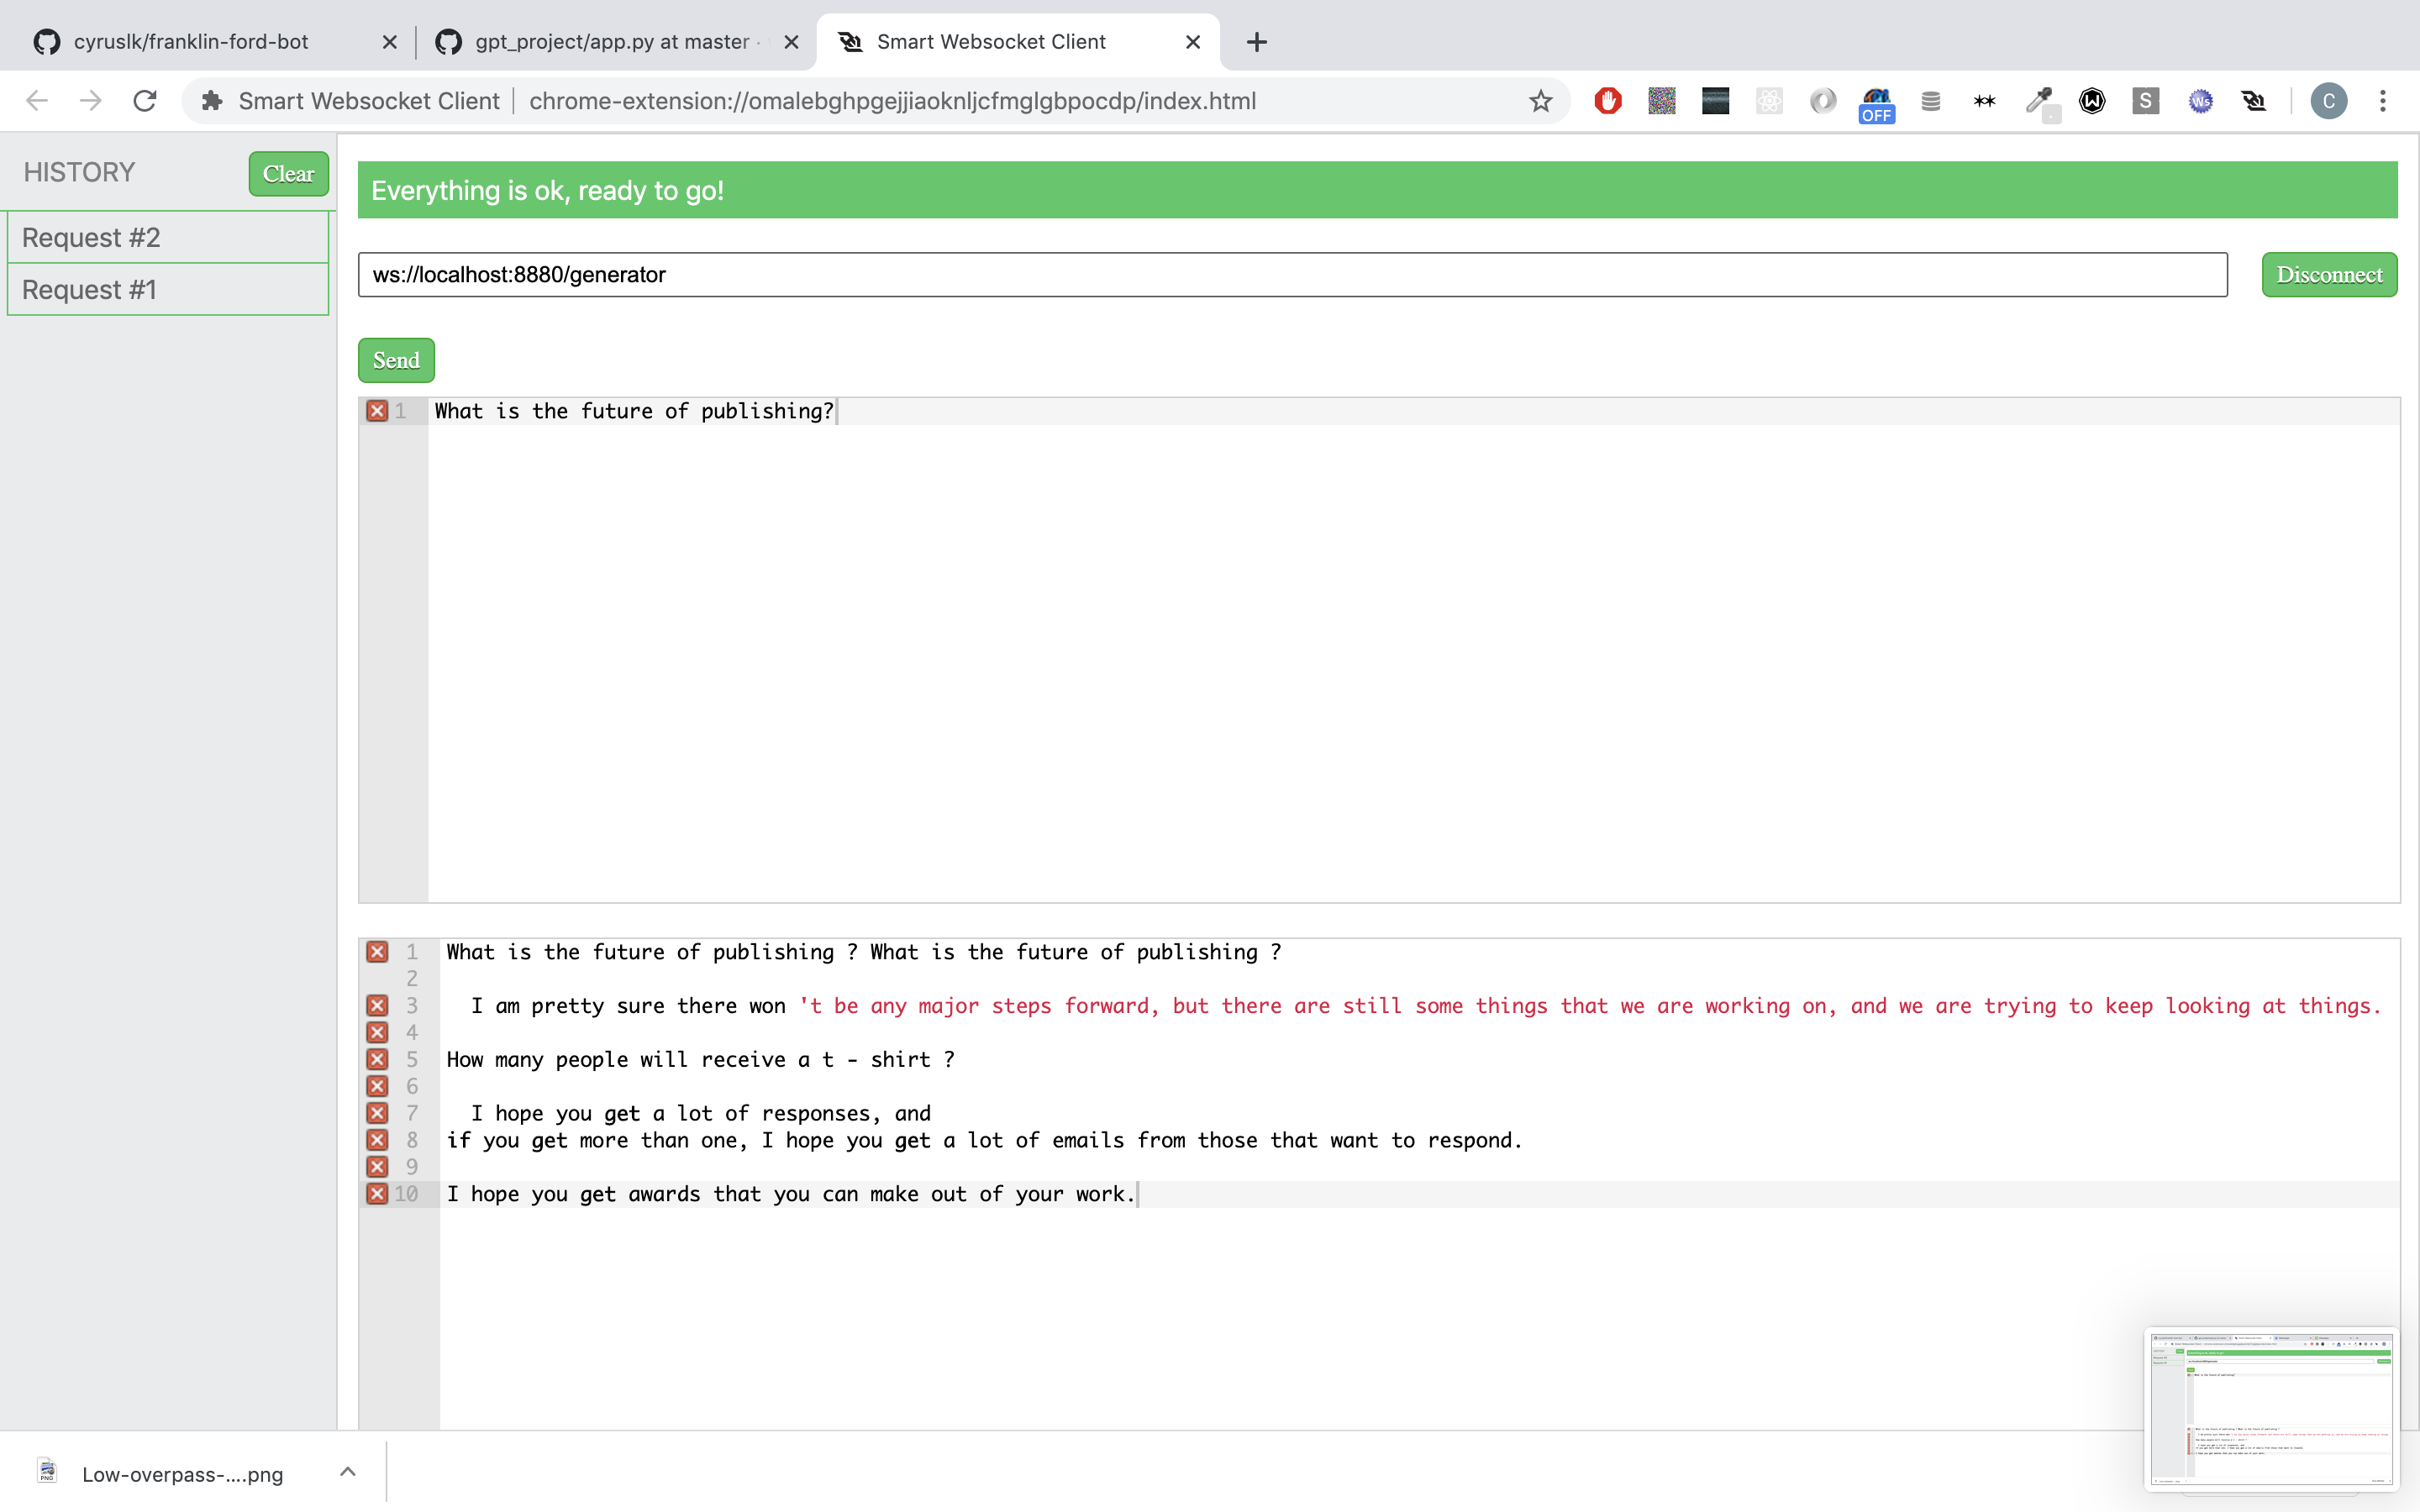 cyruslk/franklin-ford-bot
gpt_project/app.py at master ·
Smart Websocket Client
Smart Websocket Client | chrome-extension://omalebghpgejjiaoknljcfmglgbpocdp/index.html
OFF
S
Ws
C
HISTORY
Clear
Request #2
Request #1
Everything is ok, ready to go!
ws://localhost:8880/generator
Disconnect
Send
1 What is the future of publishing?
1 What is the future of publishing ? What is the future of publishing ?
2
3 I am pretty sure there won 't be any major steps forward, but there are still some things that we are working on, and we are trying to keep looking at things.
4
5 How many people will receive a t - shirt ?
6
7 I hope you get a lot of responses, and
8 if you get more than one, I hope you get a lot of emails from those that want to respond.
9
10 I hope you get awards that you can make out of your work.
PNG
Low-overpass-....png